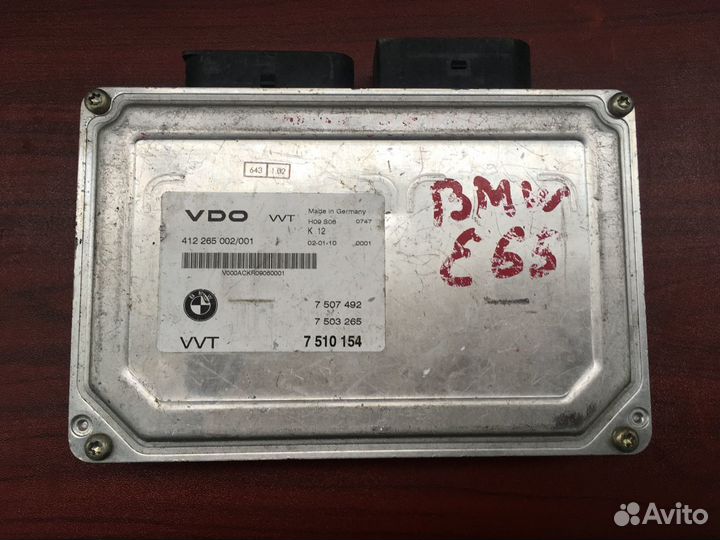 643 1.02
VDO VVT Made in Germany
H09 S06 0747
K 12
412 265 002/001 02-01-10 0001
V000ACKR09060001
BMW
7 507 492
7 503 265
VVT 7 510 154
BMW
E65
Avito